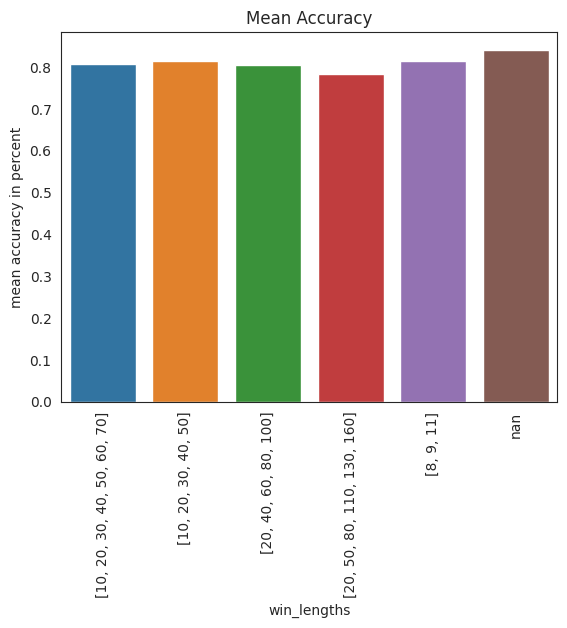 Mean Accuracy
mean accuracy in percent
0.8
0.7
0.6
0.5
0.4
0.3
0.2
0.1
0.0
[10, 20, 30, 40, 50, 60, 70]
[10, 20, 30, 40, 50]
[20, 40, 60, 80, 100]
[20, 50, 80, 110, 130, 160]
[8, 9, 11]
nan
win_lengths